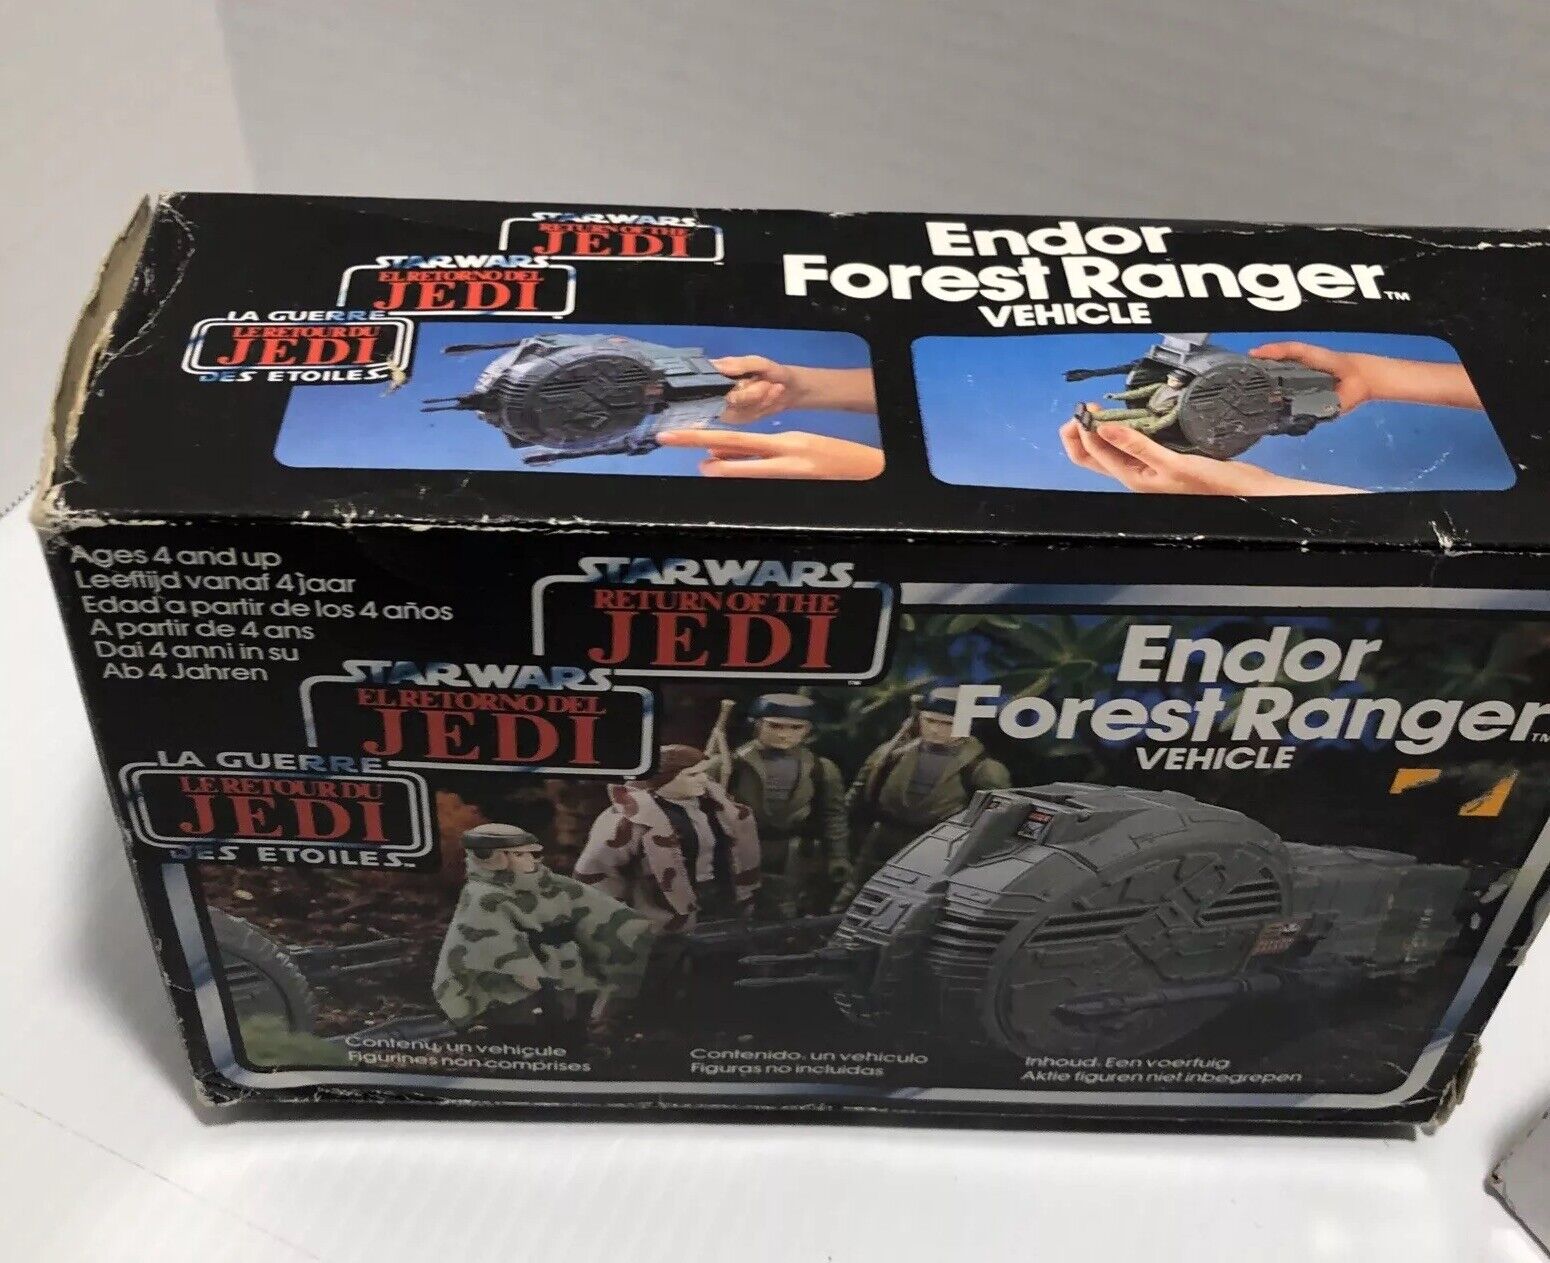 STAR WARS
RETURN OF THE
JEDI
STAR WARS
EL RETORNO DEL
JEDI
LA GUERRE
LE RETOUR DU
JEDI
DES ETOILES
Endor
Forest Ranger™
VEHICLE
Ages 4 and up
Leeftijd vanaf 4 jaar
Edad a partir de los 4 años
A partir de 4 ans
Dai 4 anni in su
Ab 4 Jahren
STAR WARS
RETURN OF THE
JEDI
STAR WARS
EL RETORNO DEL
JEDI
LA GUERRE
LE RETOUR DU
JEDI
DES ETOILES
Endor
Forest Ranger™
VEHICLE
Contenu: un vehicule
Figurines non comprises
Contenido: un vehiculo
Figuras no incluidas
Inhoud: Een voertuig
Aktie figuren niet inbegrepen